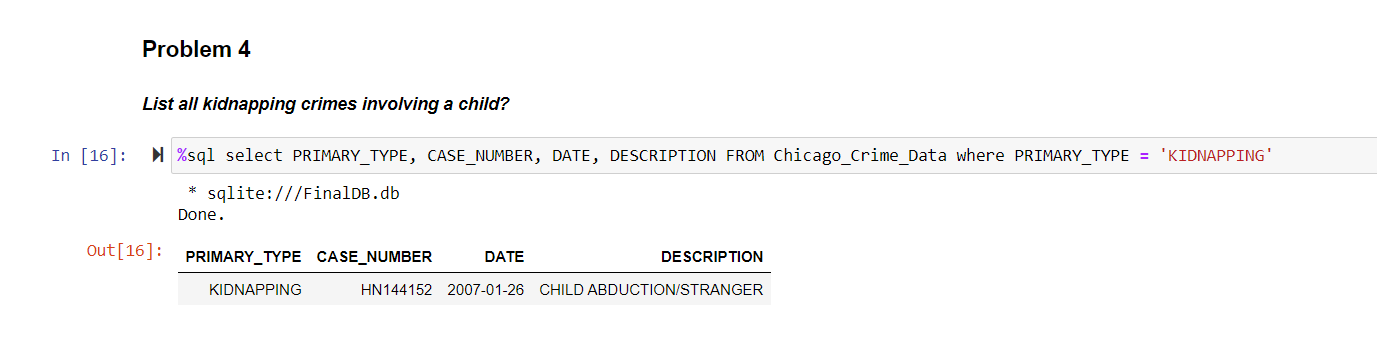 Problem 4
List all kidnapping crimes involving a child?
In [16]: %sql select PRIMARY_TYPE, CASE_NUMBER, DATE, DESCRIPTION FROM Chicago_Crime_Data where PRIMARY_TYPE = 'KIDNAPPING'
* sqlite:///FinalDB.db
Done.
Out[16]:
PRIMARY_TYPE CASE_NUMBER DATE DESCRIPTION
KIDNAPPING HN144152 2007-01-26 CHILD ABDUCTION/STRANGER